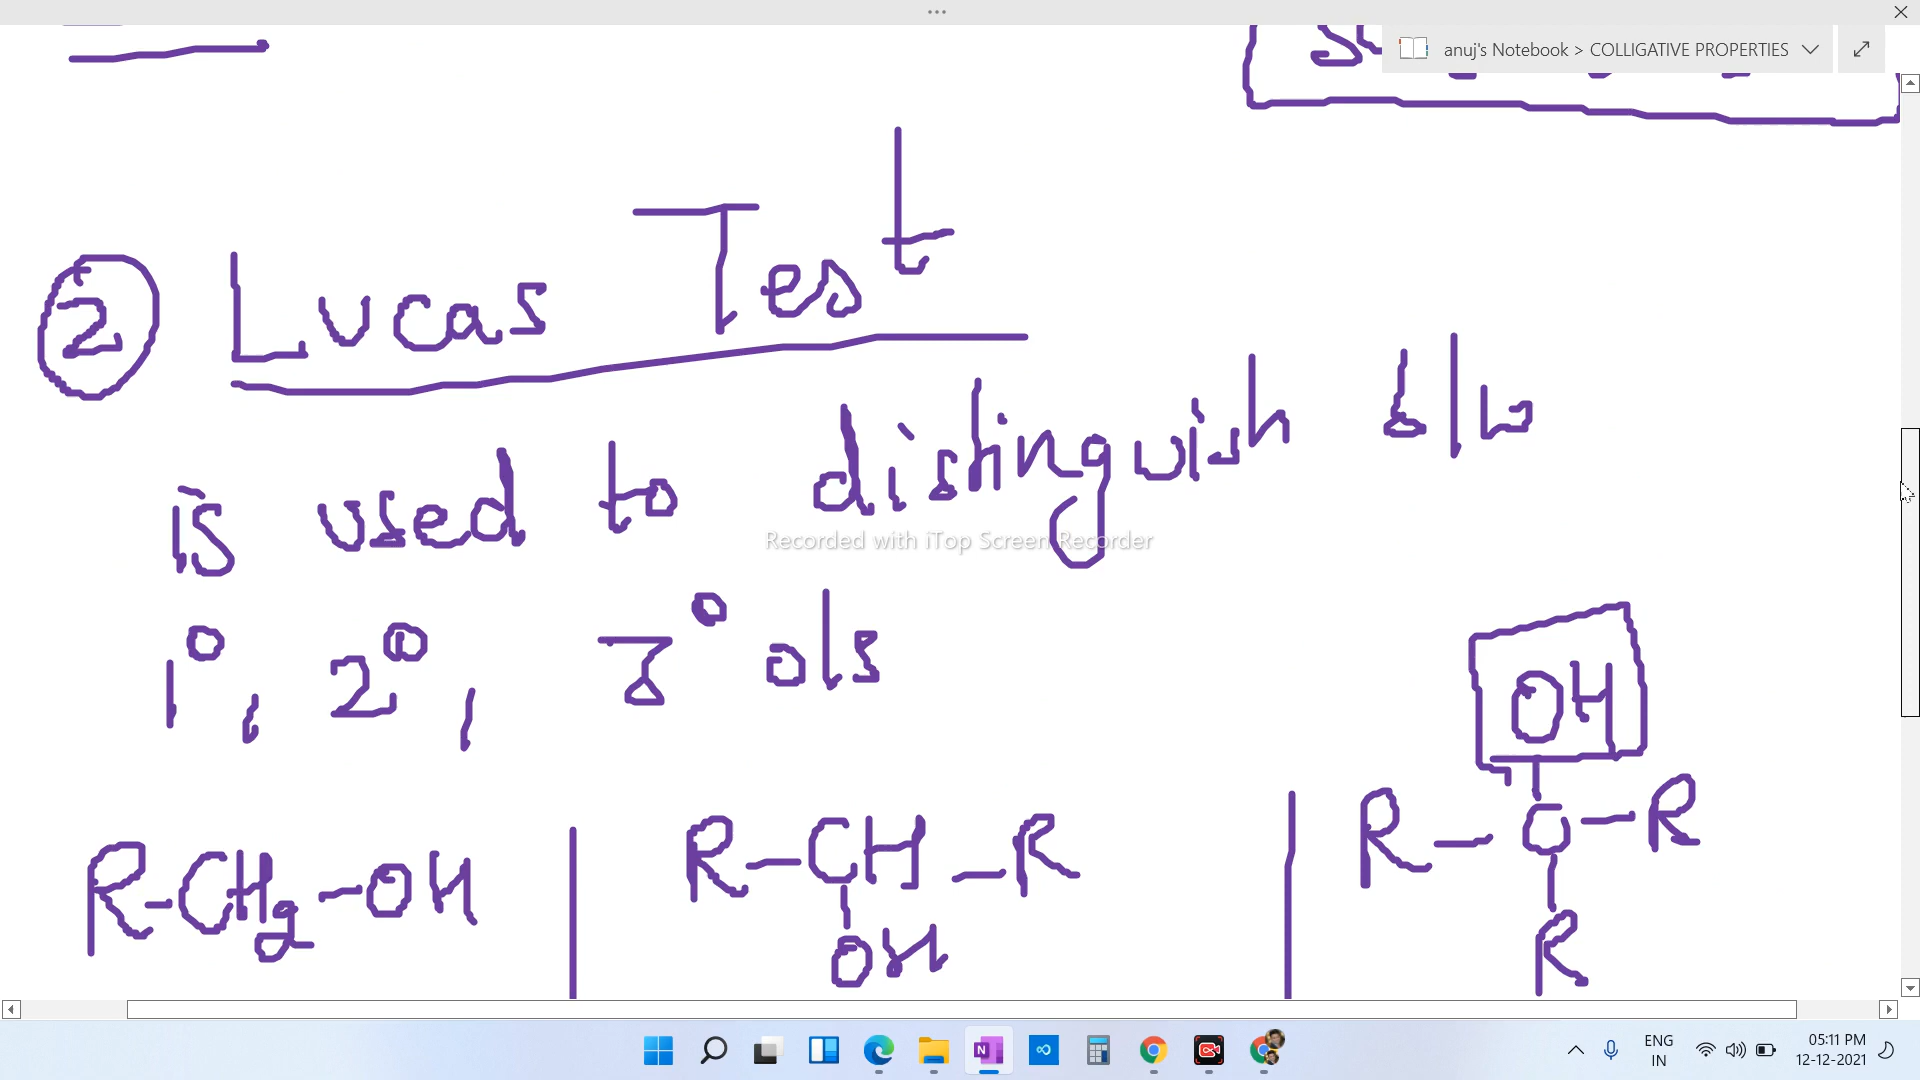 anuj's Notebook > COLLIGATIVE PROPERTIES
② Lucas Test
is used to distinguish b/w
Recorded with iTop Screen Recorder
1°, 2°, 3° ols
OH
R-C-R
R
R-CH2-OH
R-CH-R
OH
ENG
IN
05:11 PM
12-12-2021